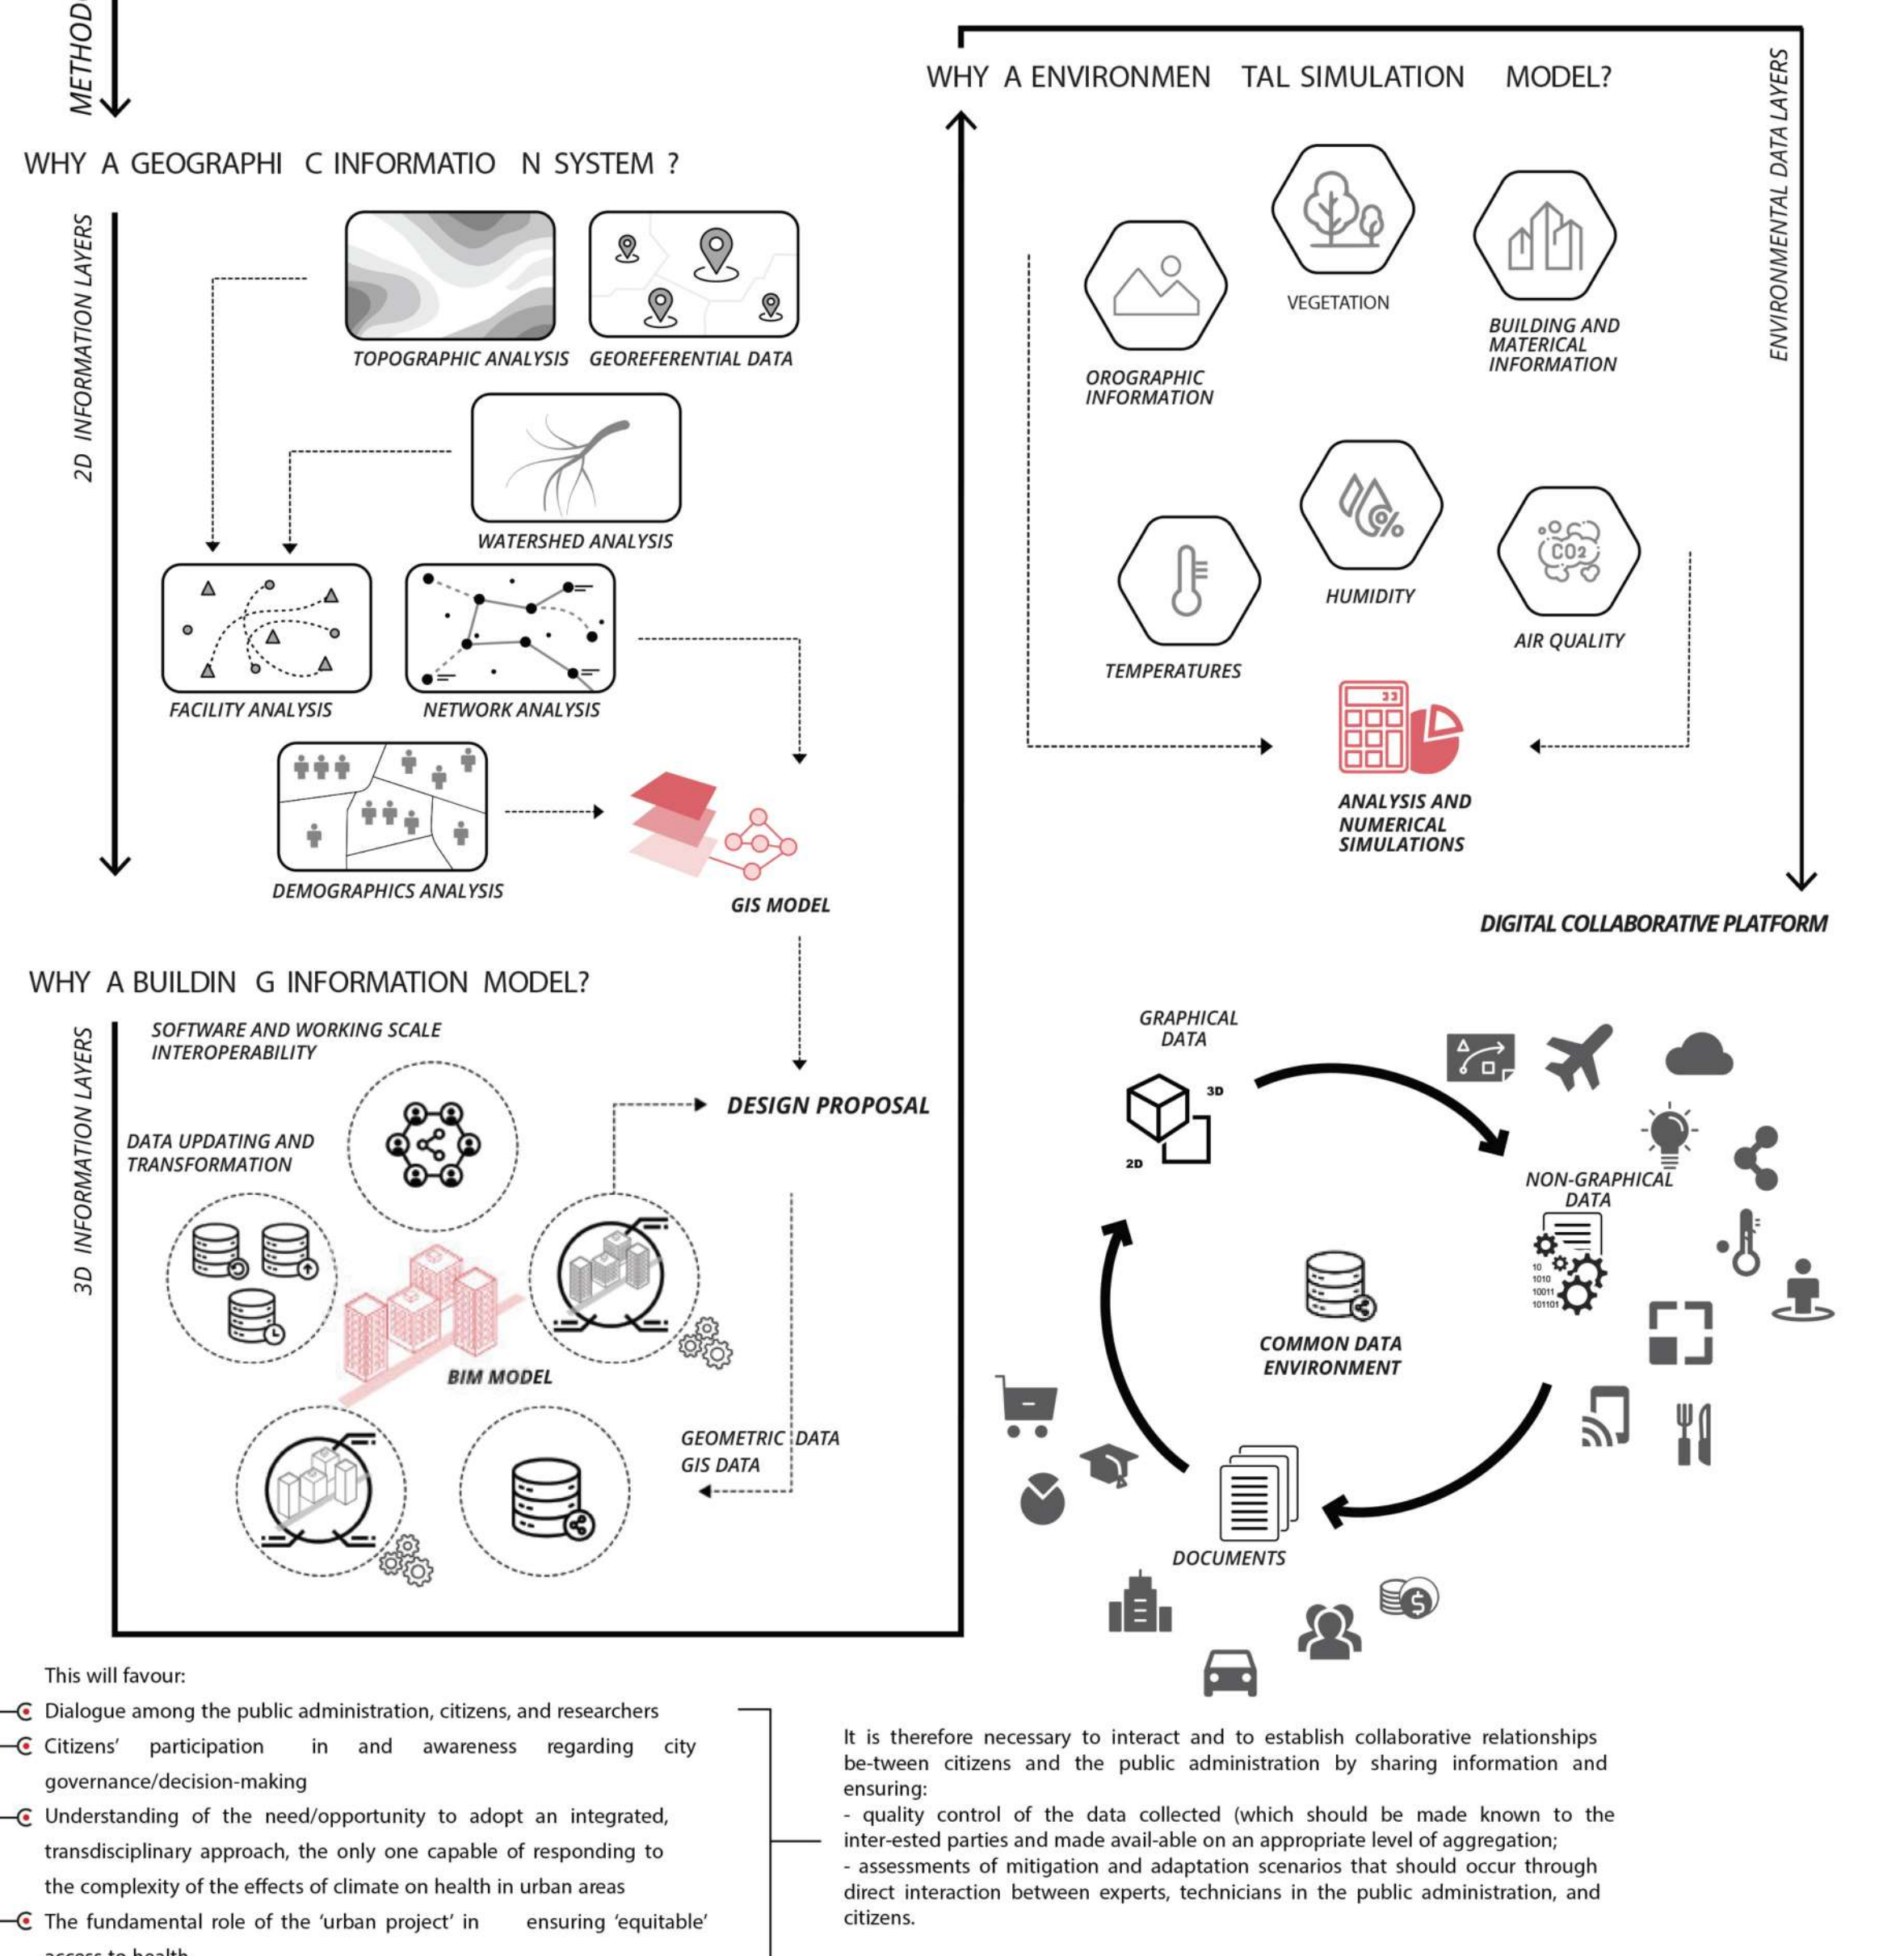 METHOD
WHY A GEOGRAPHI C INFORMATIO N SYSTEM ?
2D INFORMATION LAYERS
TOPOGRAPHIC ANALYSIS
GEOREFERENTIAL DATA
WATERSHED ANALYSIS
FACILITY ANALYSIS
NETWORK ANALYSIS
DEMOGRAPHICS ANALYSIS
GIS MODEL
WHY A BUILDIN G INFORMATION MODEL?
3D INFORMATION LAYERS
SOFTWARE AND WORKING SCALE
INTEROPERABILITY
DATA UPDATING AND
TRANSFORMATION
DESIGN PROPOSAL
BIM MODEL
GEOMETRIC DATA
GIS DATA
WHY A ENVIRONMEN TAL SIMULATION MODEL?
ENVIRONMENTAL DATA LAYERS
VEGETATION
BUILDING AND
MATERICAL
INFORMATION
OROGRAPHIC
INFORMATION
%
HUMIDITY
CO2
AIR QUALITY
TEMPERATURES
33
ANALYSIS AND
NUMERICAL
SIMULATIONS
DIGITAL COLLABORATIVE PLATFORM
GRAPHICAL
DATA
3D
2D
NON-GRAPHICAL
DATA
10
1010
10011
101101
COMMON DATA
ENVIRONMENT
DOCUMENTS
$
This will favour:
Dialogue among the public administration, citizens, and researchers
Citizens' participation in and awareness regarding city
governance/decision-making
Understanding of the need/opportunity to adopt an integrated,
transdisciplinary approach, the only one capable of responding to
the complexity of the effects of climate on health in urban areas
The fundamental role of the 'urban project' in ensuring 'equitable'
access to health
It is therefore necessary to interact and to establish collaborative relationships
be-tween citizens and the public administration by sharing information and
ensuring:
- quality control of the data collected (which should be made known to the
inter-ested parties and made avail-able on an appropriate level of aggregation;
- assessments of mitigation and adaptation scenarios that should occur through
direct interaction between experts, technicians in the public administration, and
citizens.